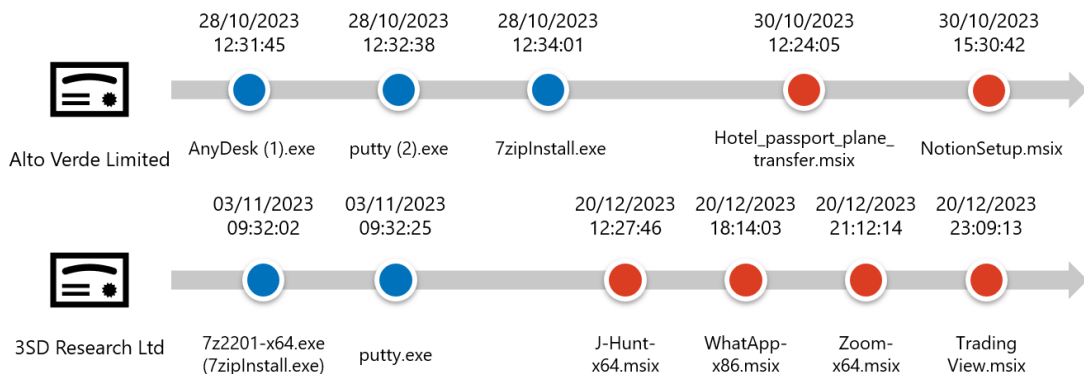 28/10/2023
12:31:45
28/10/2023
12:32:38
28/10/2023
12:34:01
30/10/2023
12:24:05
30/10/2023
15:30:42
Alto Verde Limited
AnyDesk (1).exe
putty (2).exe
7zipInstall.exe
Hotel_passport_plane_
transfer.msix
NotionSetup.msix
03/11/2023
09:32:02
03/11/2023
09:32:25
20/12/2023
12:27:46
20/12/2023
18:14:03
20/12/2023
21:12:14
20/12/2023
23:09:13
3SD Research Ltd
7z2201-x64.exe
(7zipInstall.exe)
putty.exe
J-Hunt-
x64.msix
WhatApp-
x86.msix
Zoom-
x64.msix
Trading
View.msix